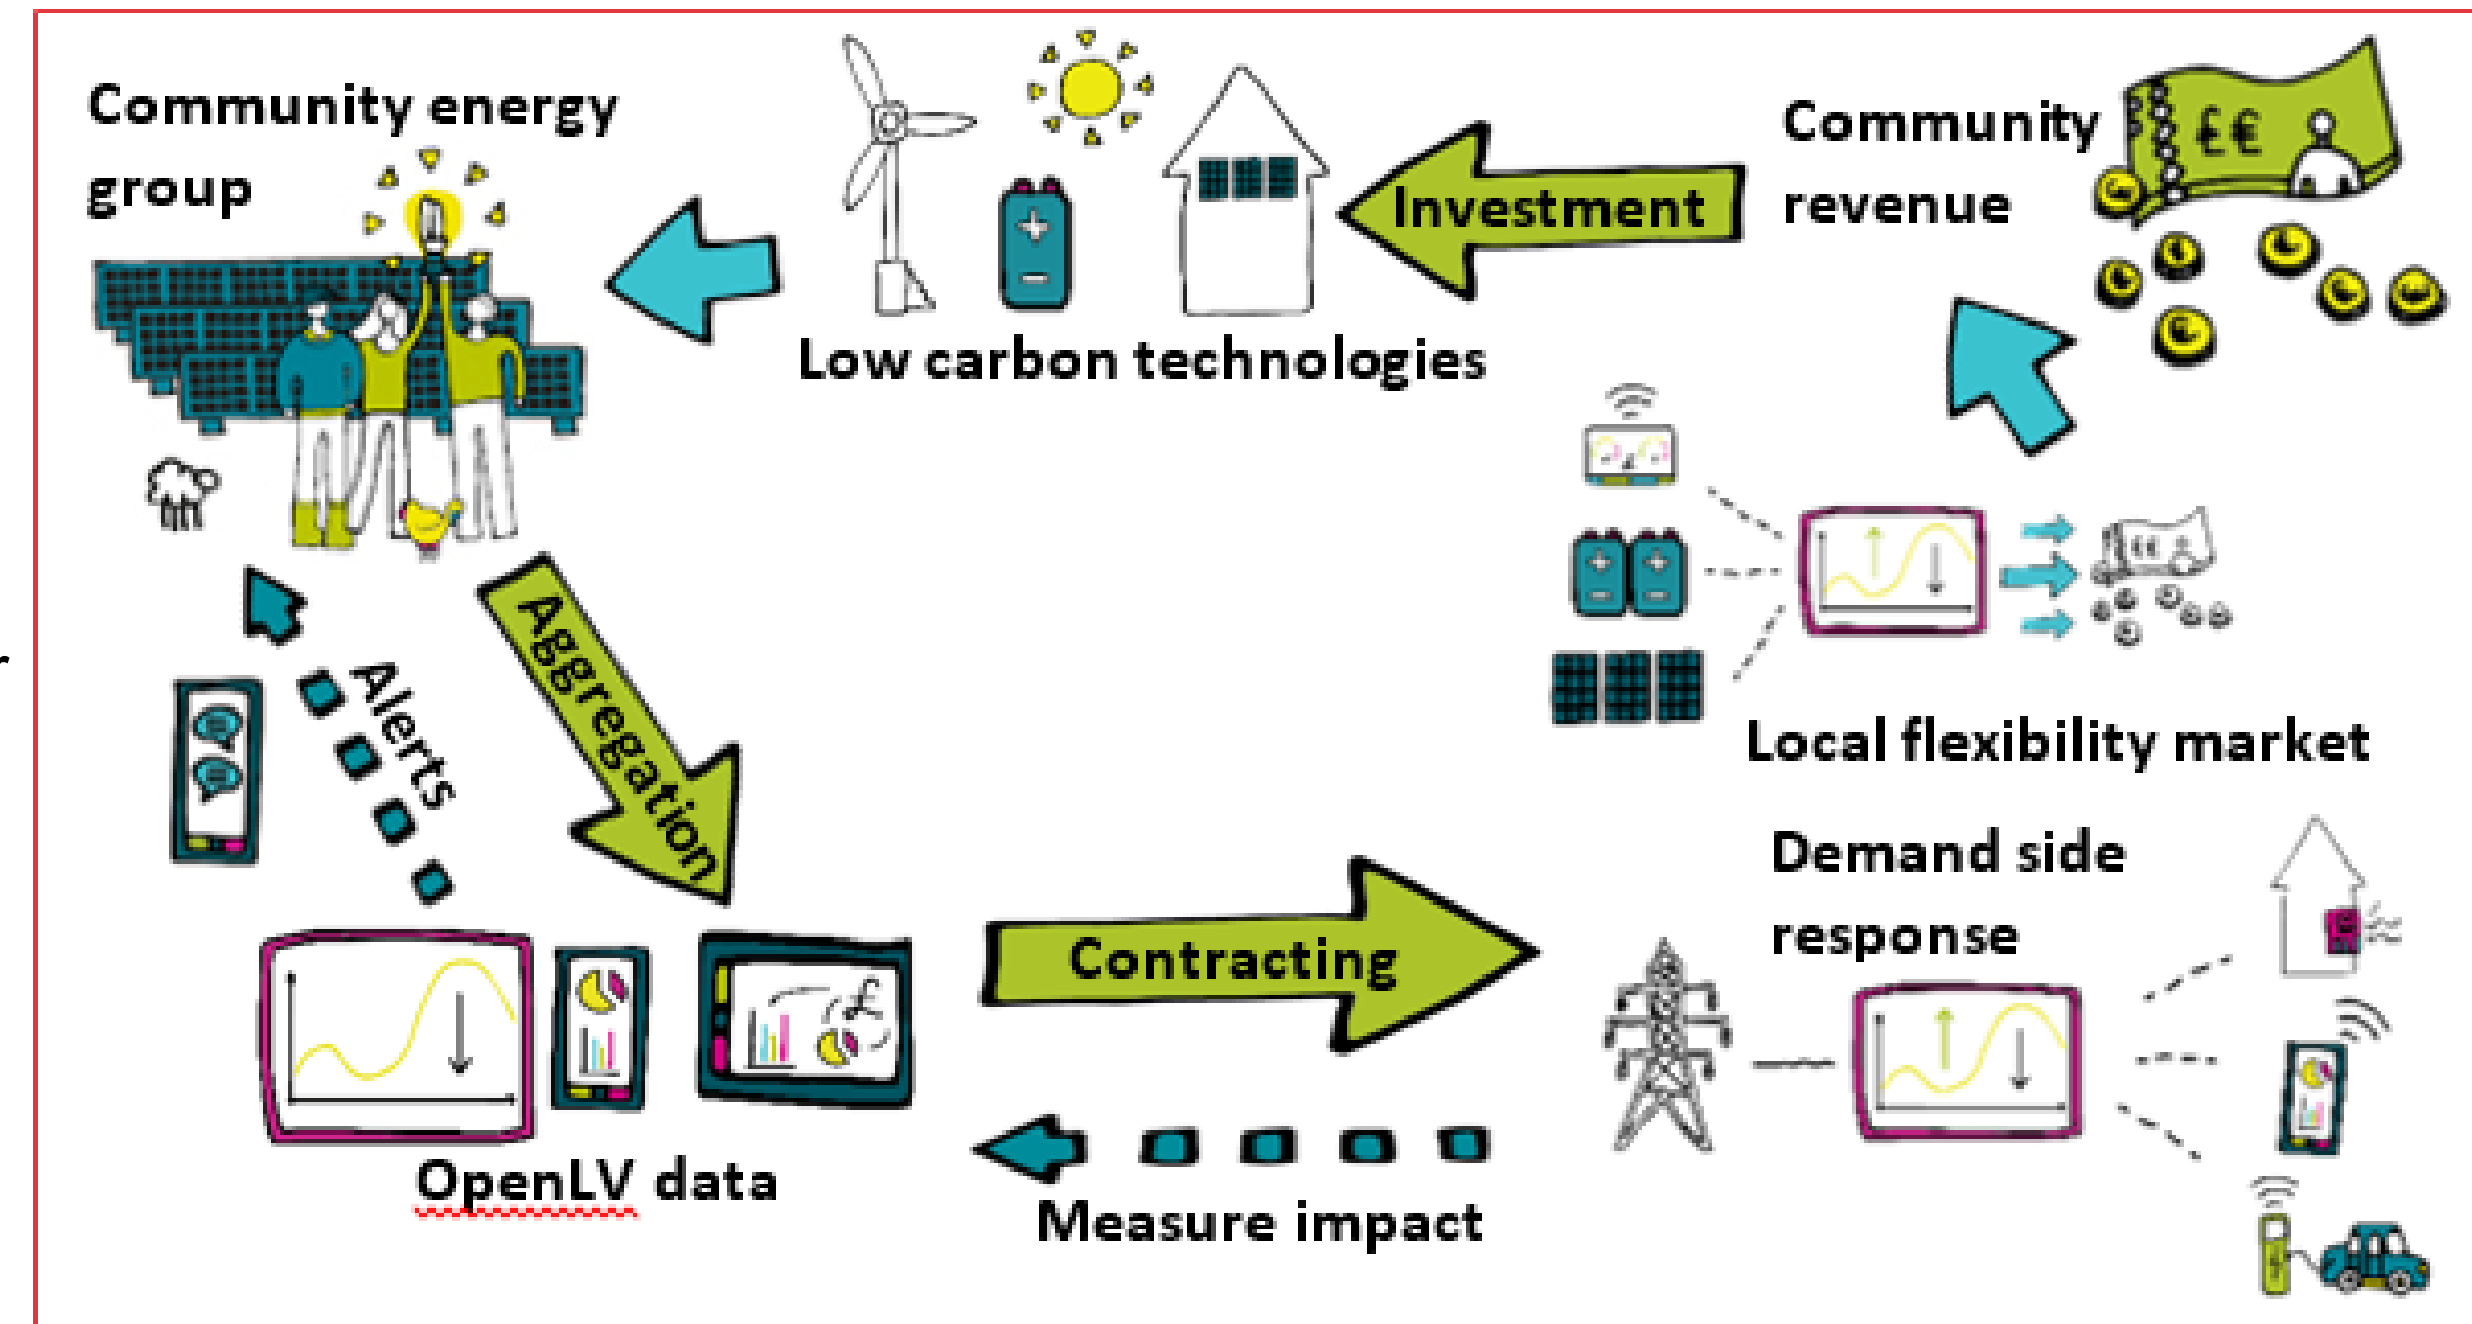 Community energy
group
Investment
Community
revenue
££
Low carbon technologies
Aggregation
Alerts
Local flexibility market
Demand side
response
Contracting
£
OpenLV data
Measure impact